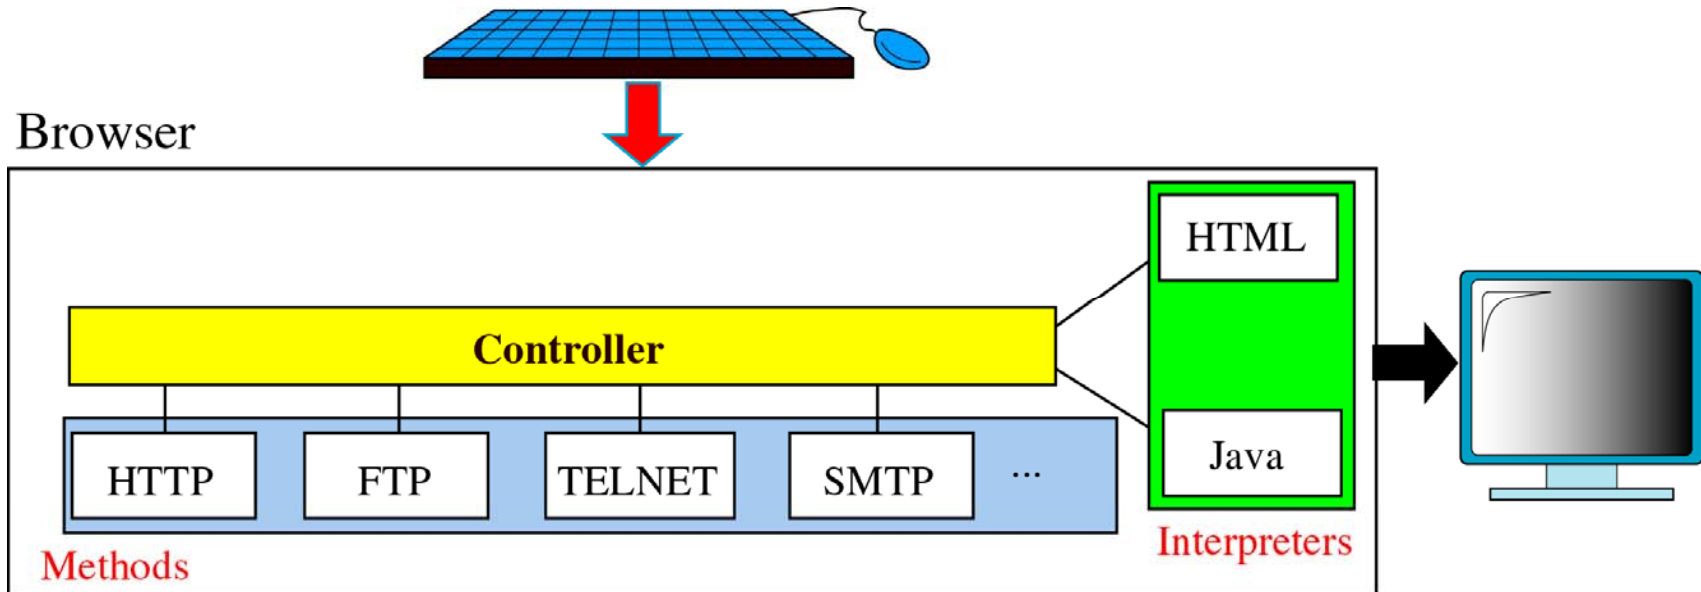 Browser
HTML
Controller
Java
HTTP
FTP
TELNET
SMTP
...
Interpreters
Methods